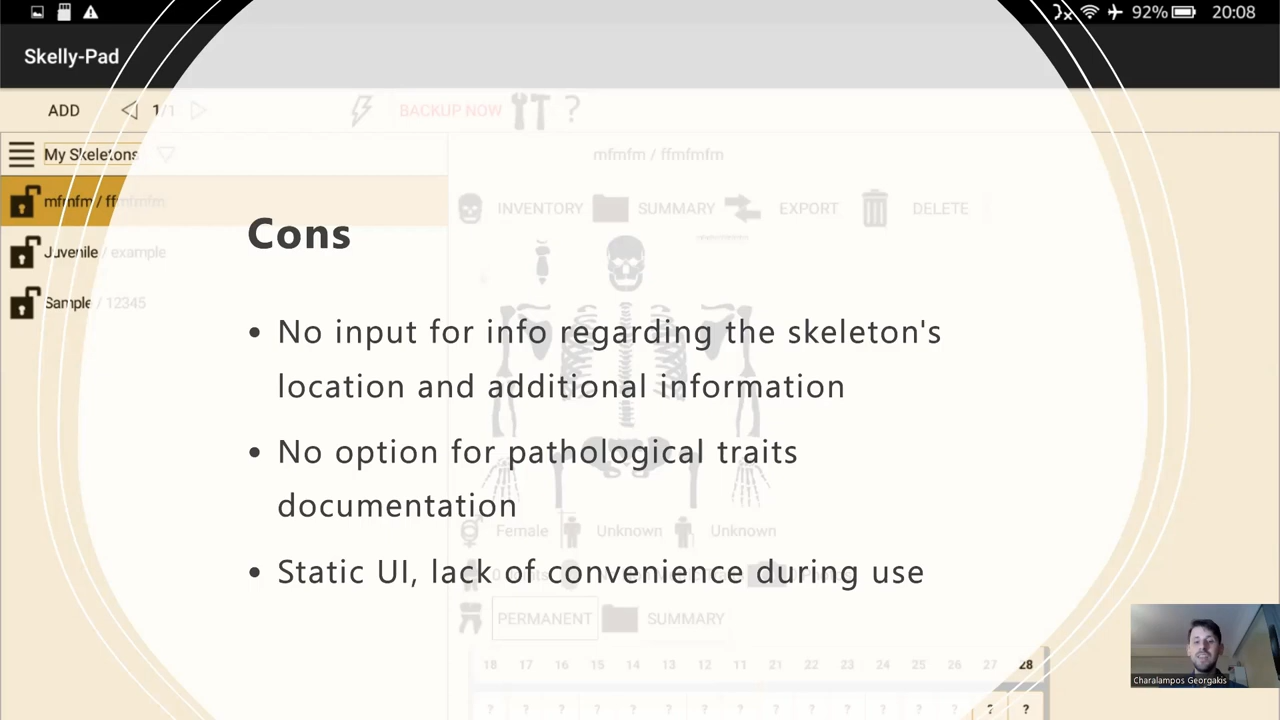 92% 20:08
Skelly-Pad
ADD 1/1 BACKUP NOW ?
My Skeletons mfmfm / ffmfmfm
mfmfm / ffmfmfm
INVENTORY SUMMARY EXPORT DELETE
Cons
Juvenile / example
Sample / 12345
• No input for info regarding the skeleton's
location and additional information
• No option for pathological traits
documentation
Female Unknown Unknown
• Static UI, lack of convenience during use
PERMANENT SUMMARY
18 17 16 15 14 13 12 11 21 22 23 24 25 26 27 28
? ? ? ? ? ? ? ? ? ? ? ? ? ? ? ?
Charalampos Georgakis